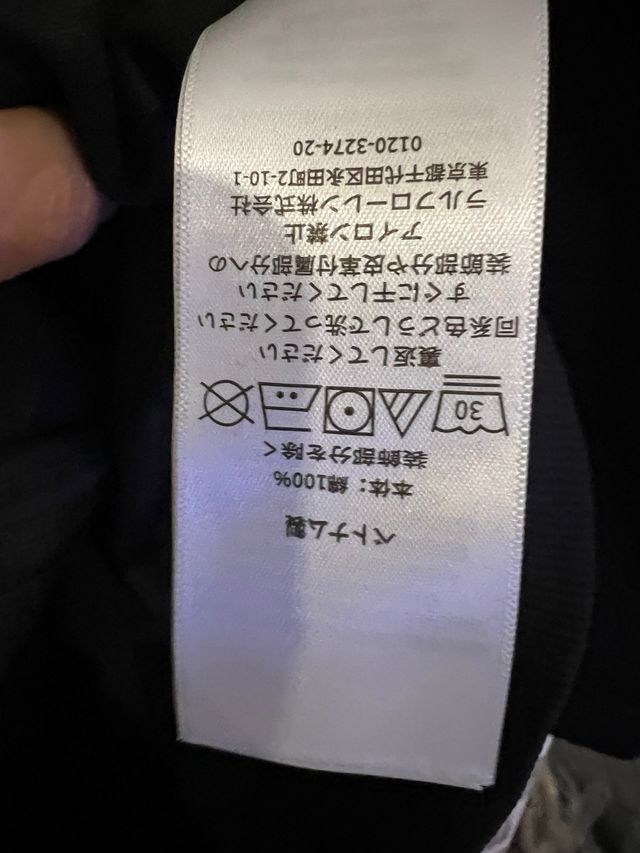 ベトナム製
本体: 綿100%
装飾部分を除く
30
裏返してください
同系色どうしで洗ってください
すぐに干してください
装飾部分や皮革付属部分への
アイロン禁止
ラルフローレン株式会社
東京都千代田区永田町2-10-1
0120-3274-20